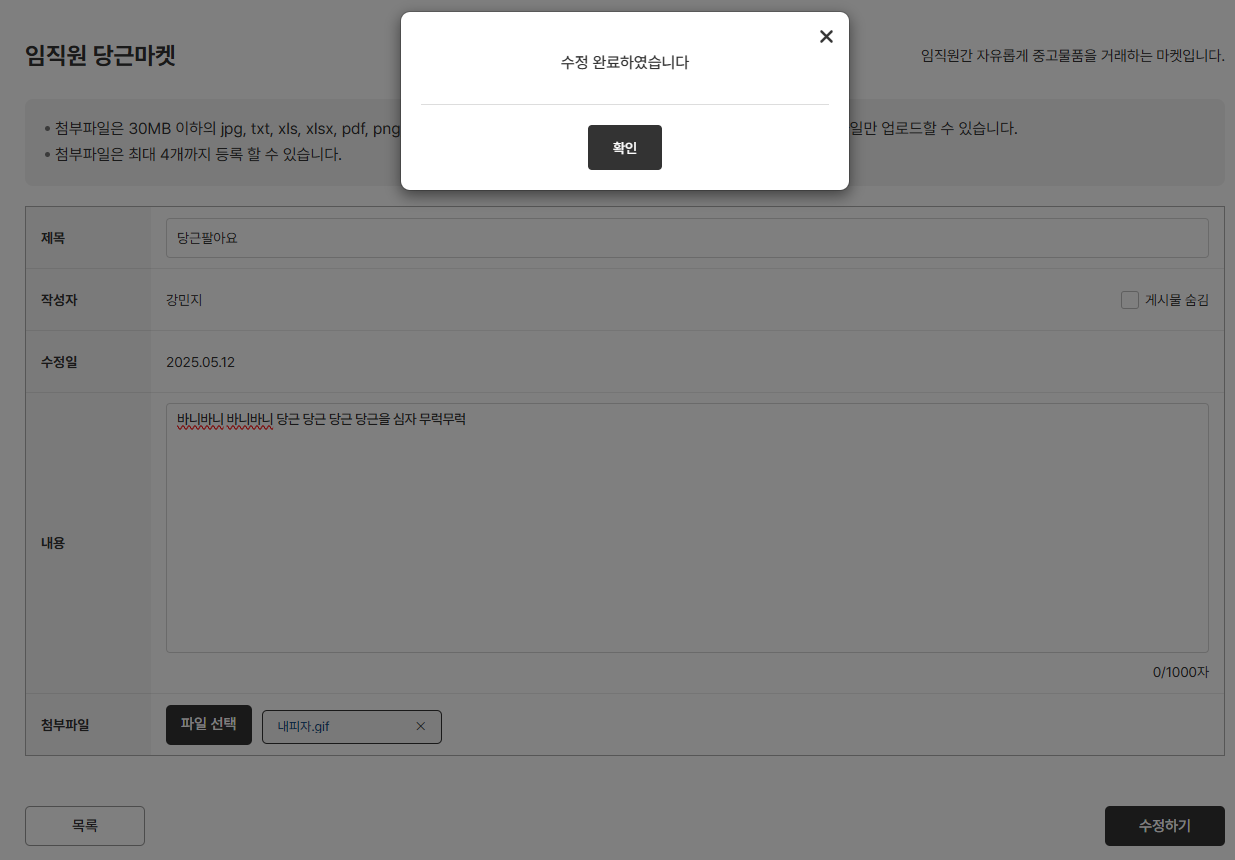 수정 완료하였습니다
확인
임직원 당근마켓
임직원간 자유롭게 중고물품을 거래하는 마켓입니다.
• 첨부파일은 30MB 이하의 jpg, txt, xls, xlsx, pdf, png 일만 업로드할 수 있습니다.
• 첨부파일은 최대 4개까지 등록 할 수 있습니다.
제목 당근팔아요
작성자 강민지 게시물 숨김
수정일 2025.05.12
내용 바니바니 바니바니 당근 당근 당근 당근을 심자 무럭무럭
0/1000자
첨부파일 파일 선택 내피자.gif
목록 수정하기